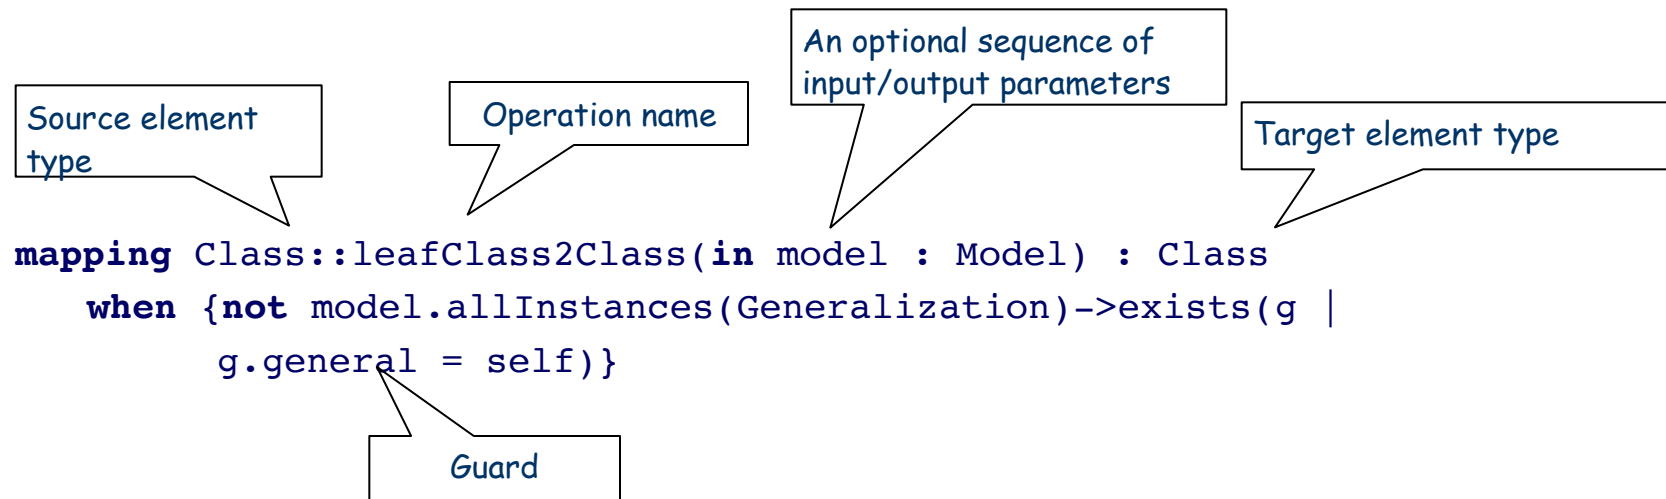 An optional sequence of
input/output parameters
Source element
type
Operation name
Target element type
mapping Class::leafClass2Class(in model : Model) : Class
when {not model.allInstances(Generalization)->exists(g |
g.general = self)}
Guard